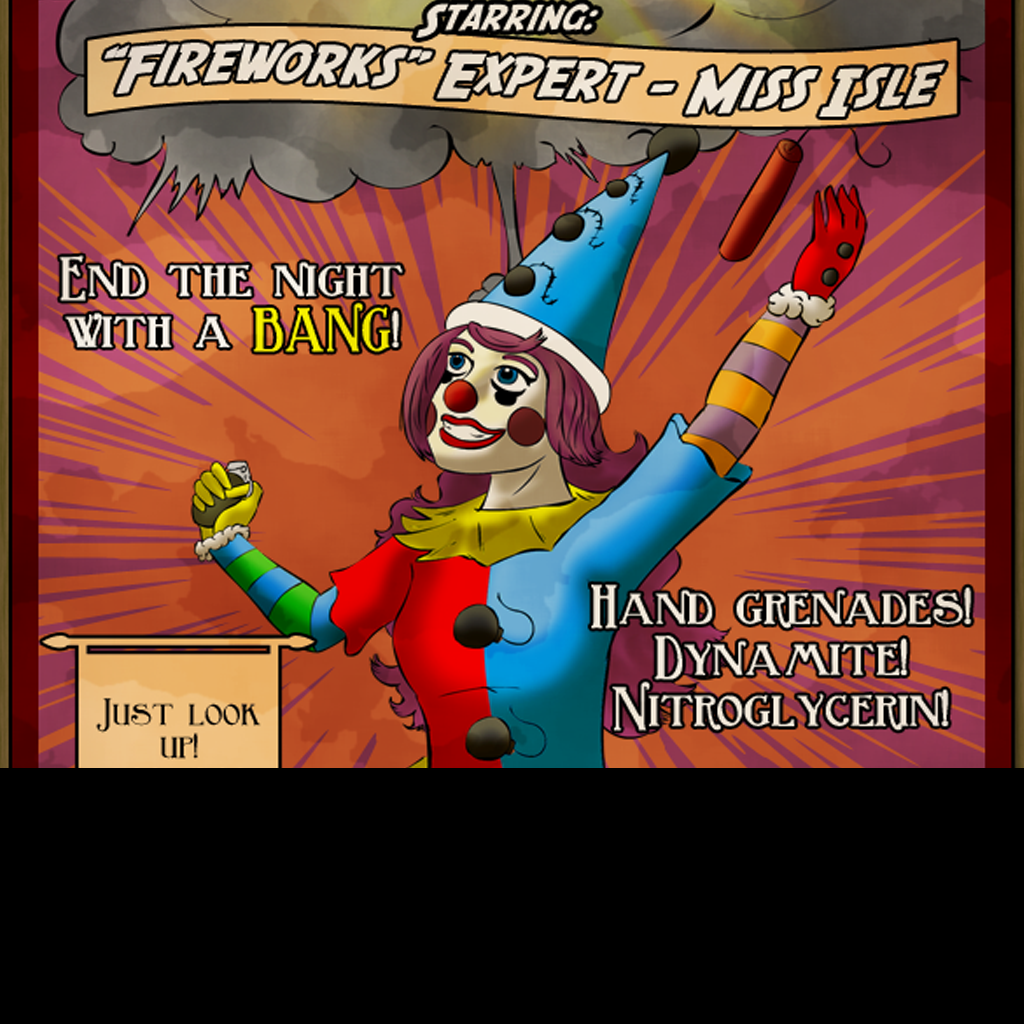 Starring:
"Fireworks" Expert - Miss Isle
End the night
with a BANG!
Hand grenades!
Dynamite!
Nitroglycerin!
Just look
up!